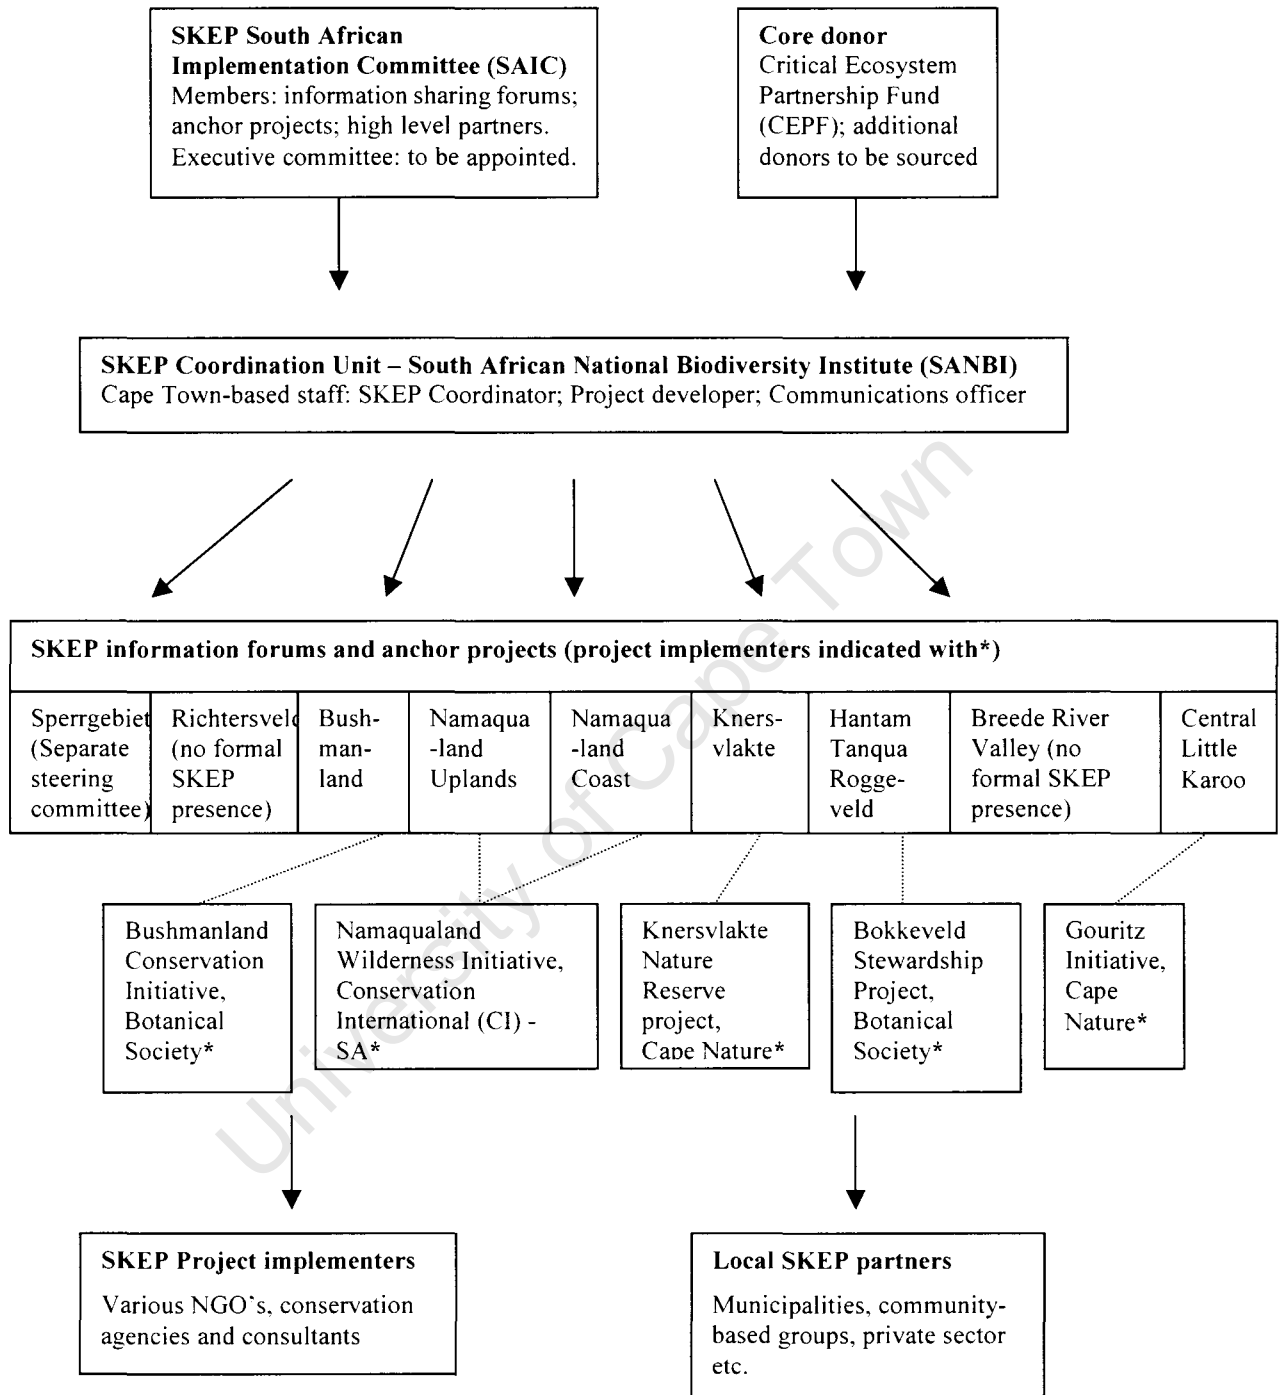 SKEP South African
Implementation Committee (SAIC)
Members: information sharing forums;
anchor projects; high level partners.
Executive committee: to be appointed.
Core donor
Critical Ecosystem
Partnership Fund
(CEPF); additional
donors to be sourced
SKEP Coordination Unit – South African National Biodiversity Institute (SANBI)
Cape Town-based staff: SKEP Coordinator; Project developer; Communications officer
SKEP information forums and anchor projects (project implementers indicated with*)
Sperrgebiet
(Separate
steering
committee)
Richtersveld
(no formal
SKEP
presence)
Bush-
man-
land
Namaqua
-land
Uplands
Namaqua
-land
Coast
Kners-
vlakte
Hantam
Tanqua
Rogge-
veld
Breede River
Valley (no
formal SKEP
presence)
Central
Little
Karoo
Bushmanland
Conservation
Initiative,
Botanical
Society*
Namaqualand
Wilderness Initiative,
Conservation
International (CI) -
SA*
Knersvlakte
Nature
Reserve
project,
Cape Nature*
Bokkeveld
Stewardship
Project,
Botanical
Society*
Gouritz
Initiative,
Cape
Nature*
SKEP Project implementers
Various NGO's, conservation
agencies and consultants
Local SKEP partners
Municipalities, community-
based groups, private sector
etc.
University of Cape Town